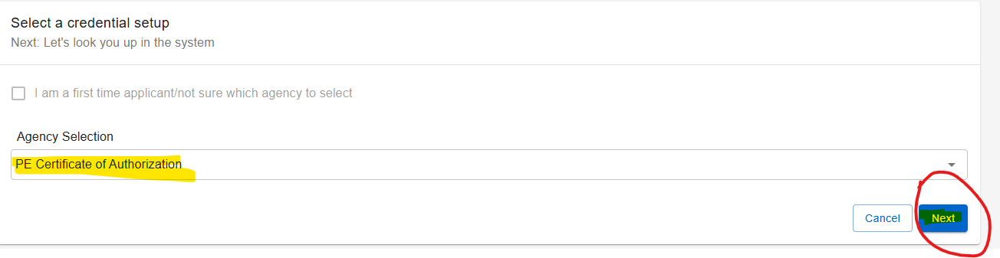 Select a credential setup
Next: Let's look you up in the system
I am a first time applicant/not sure which agency to select
Agency Selection
PE Certificate of Authorization
Cancel Next